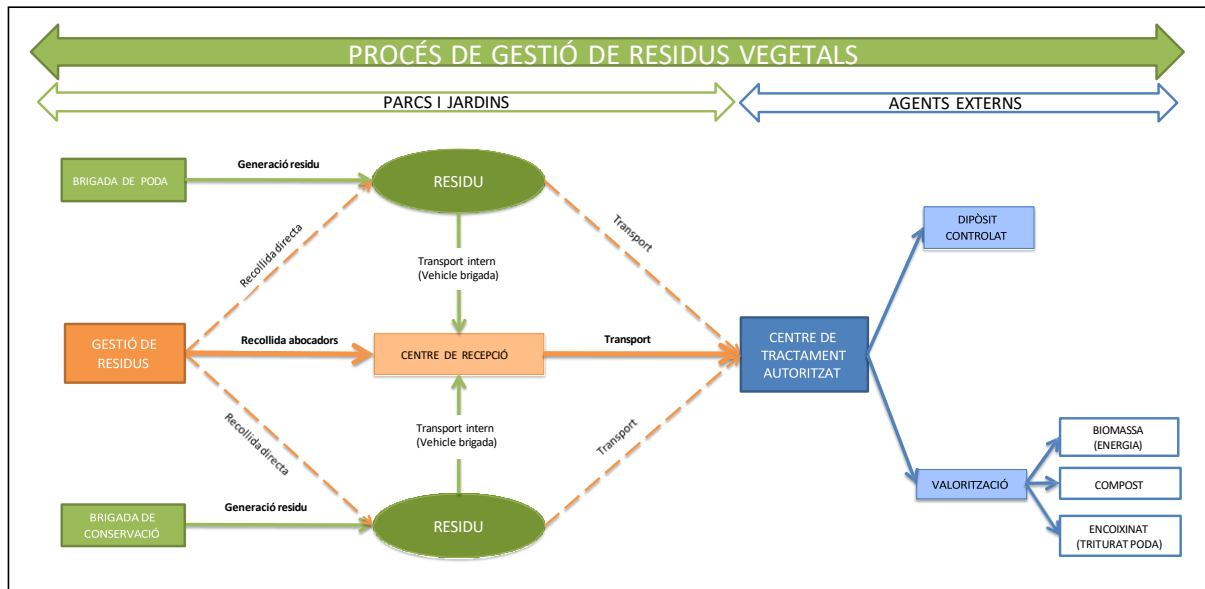 PROCÉS DE GESTIÓ DE RESIDUS VEGETALS
PARCS I JARDINS
AGENTS EXTERNS
BRIGADA DE PODA
Generació residu
RESIDU
Recollida directa
Transport
Transport intern
(Vehicle brigada)
DIPÒSIT
CONTROLAT
GESTIÓ DE
RESIDUS
Recollida abocadors
CENTRE DE RECEPCIÓ
Transport
CENTRE DE
TRACTAMENT
AUTORITZAT
Recollida directa
Transport intern
(Vehicle brigada)
Transport
BRIGADA DE
CONSERVACIÓ
Generació residu
RESIDU
VALORITZACIÓ
BIOMASSA
(ENERGIA)
COMPOST
ENCOIXINAT
(TRITURAT PODA)